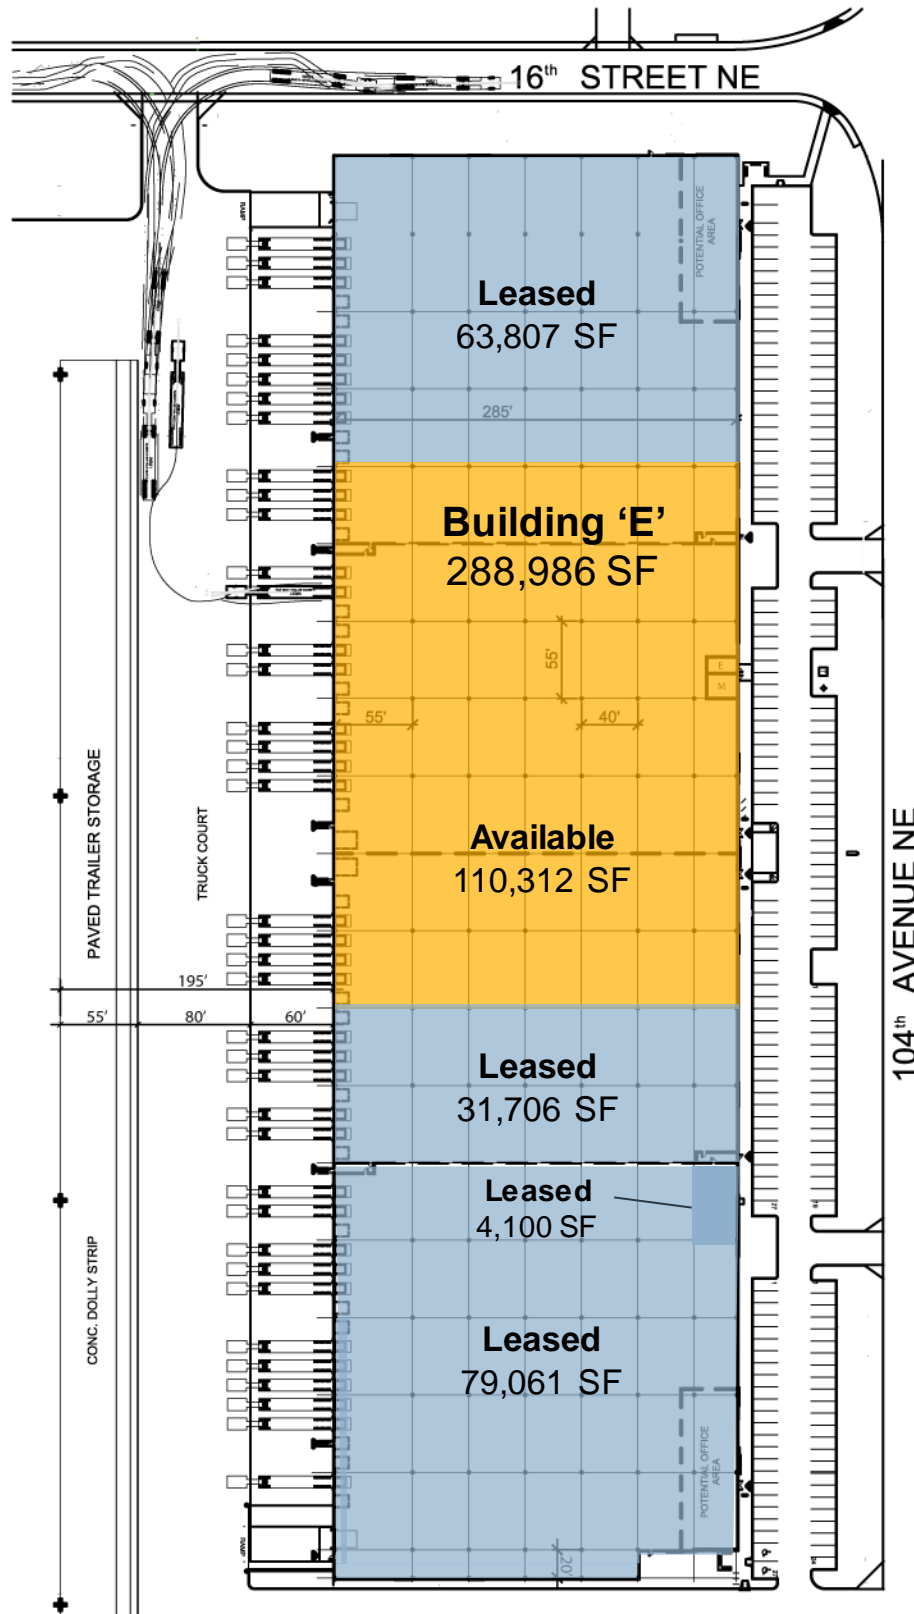 16th STREET NE
RAMP
POTENTIAL OFFICE
AREA
Leased
63,807 SF
285'
Building ‘E’
288,986 SF
55'
E
M
55'
40'
PAVED TRAILER STORAGE
TRUCK COURT
Available
110,312 SF
104th AVENUE NE
195'
55'
80'
60'
Leased
31,706 SF
Leased
4,100 SF
CONC. DOLLY STRIP
Leased
79,061 SF
POTENTIAL OFFICE
AREA
20'
RAMP